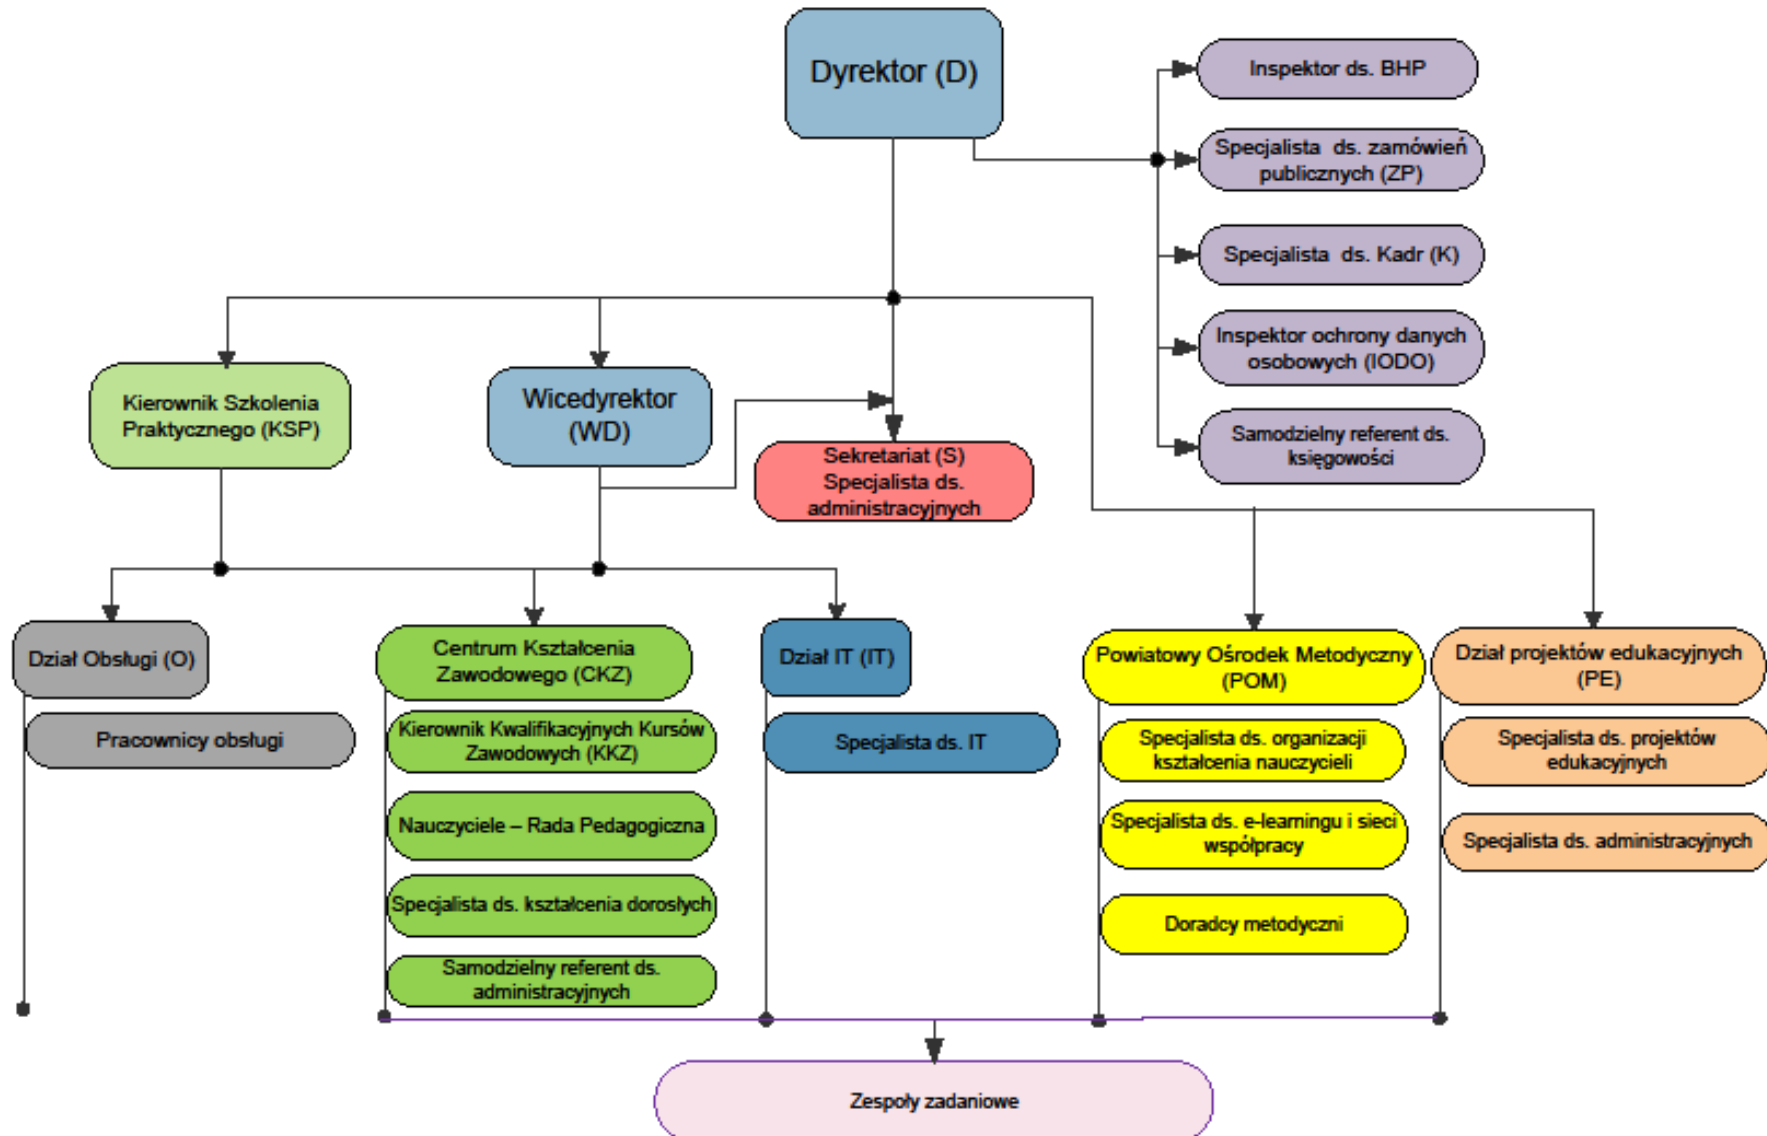 Dyrektor (D)
Inspektor ds. BHP
Specjalista ds. zamówień
publicznych (ZP)
Specjalista ds. Kadr (K)
Inspektor ochrony danych
osobowych (IODO)
Samodzielny referent ds.
księgowości
Kierownik Szkolenia
Praktycznego (KSP)
Wicedyrektor
(WD)
Sekretariat (S)
Specjalista ds.
administracyjnych
Dział Obsługi (O)
Pracownicy obsługi
Centrum Kształcenia
Zawodowego (CKZ)
Kierownik Kwalifikacyjnych Kursów
Zawodowych (KKZ)
Nauczyciele – Rada Pedagogiczna
Specjalista ds. kształcenia dorosłych
Samodzielny referent ds.
administracyjnych
Dział IT (IT)
Specjalista ds. IT
Powiatowy Ośrodek Metodyczny
(POM)
Specjalista ds. organizacji
kształcenia nauczycieli
Specjalista ds. e-learningu i sieci
współpracy
Doradcy metodyczni
Dział projektów edukacyjnych
(PE)
Specjalista ds. projektów
edukacyjnych
Specjalista ds. administracyjnych
Zespoły zadaniowe